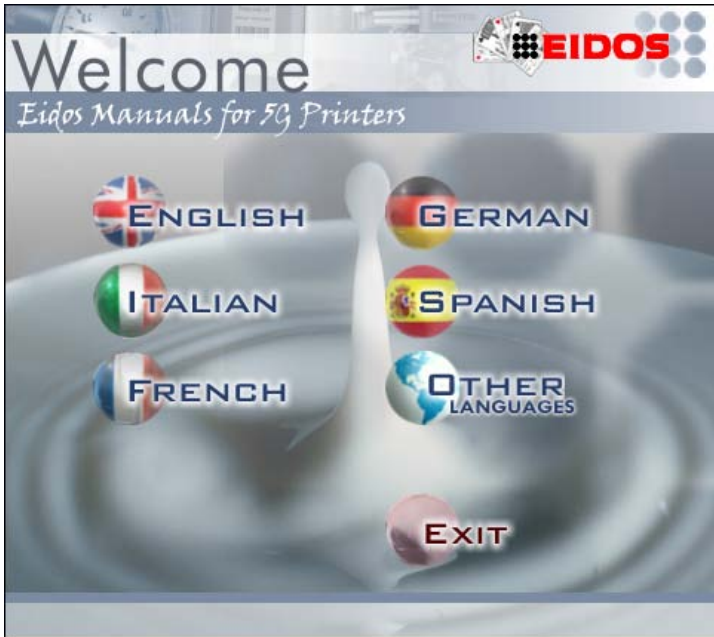 Welcome
EIDOS
Eidos Manuals for 5G Printers
ENGLISH
GERMAN
ITALIAN
SPANISH
FRENCH
OTHER
LANGUAGES
EXIT